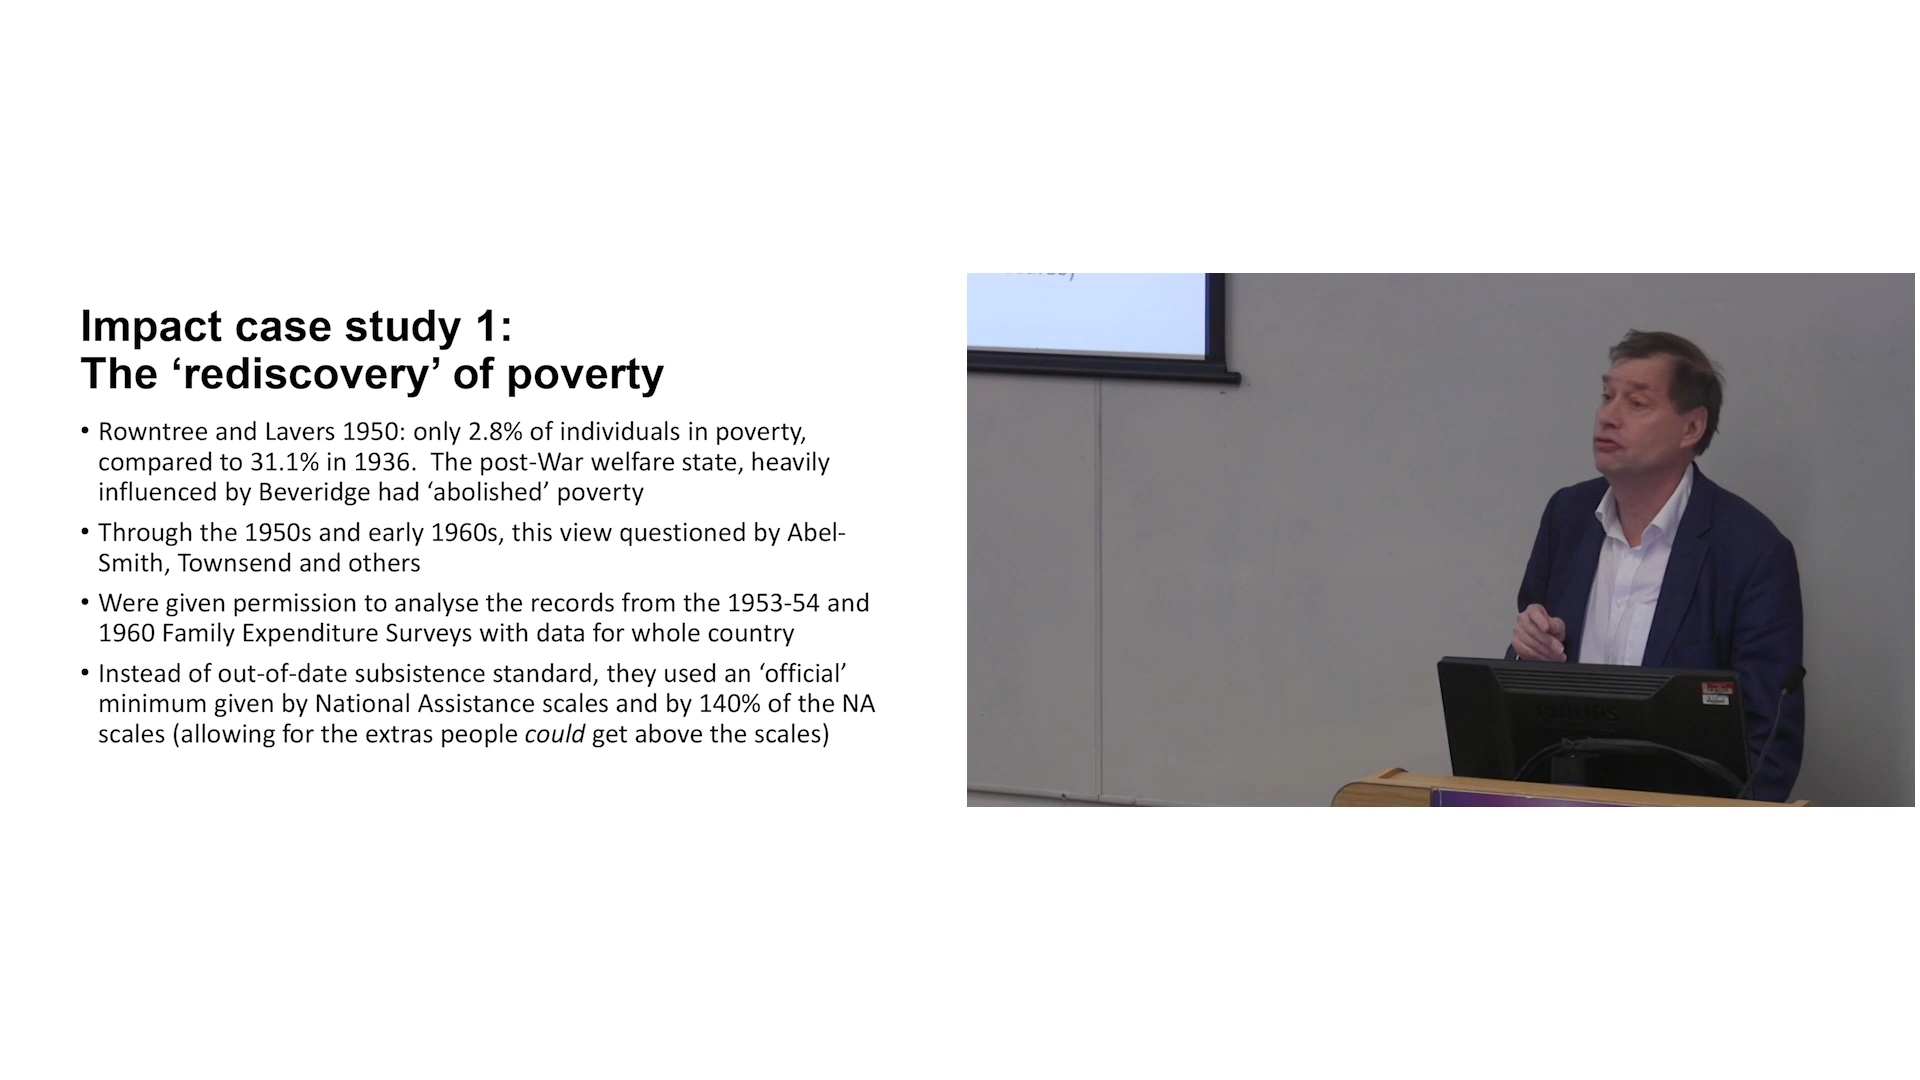 Impact case study 1:
The ‘rediscovery’ of poverty
• Rowntree and Lavers 1950: only 2.8% of individuals in poverty,
compared to 31.1% in 1936.  The post-War welfare state, heavily
influenced by Beveridge had ‘abolished’ poverty
• Through the 1950s and early 1960s, this view questioned by Abel-
Smith, Townsend and others
• Were given permission to analyse the records from the 1953-54 and
1960 Family Expenditure Surveys with data for whole country
• Instead of out-of-date subsistence standard, they used an ‘official’
minimum given by National Assistance scales and by 140% of the NA
scales (allowing for the extras people could get above the scales)
PHILIPS